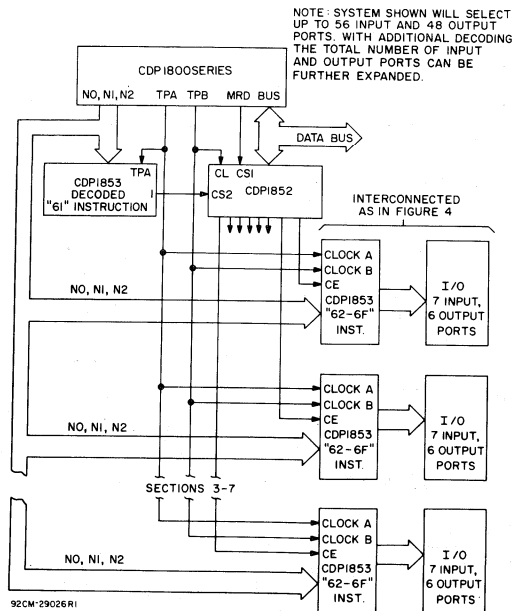 NOTE: SYSTEM SHOWN WILL SELECT
UP TO 56 INPUT AND 48 OUTPUT
PORTS. WITH ADDITIONAL DECODING
THE TOTAL NUMBER OF INPUT
AND OUTPUT PORTS CAN BE
FURTHER EXPANDED.
CDP1800SERIES
NO, N1, N2 TPA TPB MRD BUS
DATA BUS
TPA
CDP1853
DECODED
"61" INSTRUCTION
1
CL CS1
CS2
CDP1852
INTERCONNECTED
AS IN FIGURE 4
CLOCK A
CLOCK B
CE
CDP1853
"62-6F"
INST.
I/O
7 INPUT,
6 OUTPUT
PORTS
NO, N1, N2
CLOCK A
CLOCK B
CE
CDP1853
"62-6F"
INST.
I/O
7 INPUT,
6 OUTPUT
PORTS
NO, N1, N2
SECTIONS 3-7
CLOCK A
CLOCK B
CE
CDP1853
"62-6F"
INST.
I/O
7 INPUT,
6 OUTPUT
PORTS
NO, N1, N2
92CM-29026R1